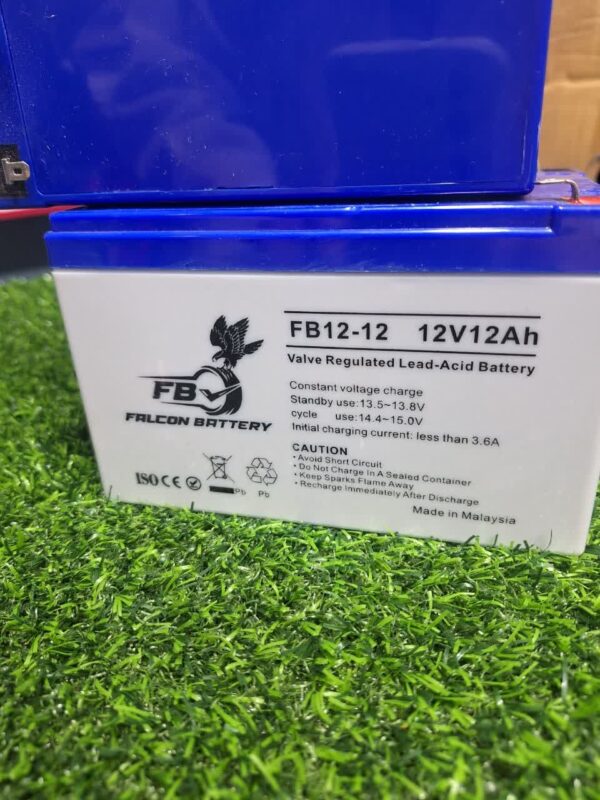 FB
FALCON BATTERY
ISO CE
Pb
Pb
FB12-12 12V12Ah
Valve Regulated Lead-Acid Battery
Constant voltage charge
Standby use:13.5~13.8V
cycle use:14.4~15.0V
Initial charging current: less than 3.6A
CAUTION
• Avoid Short Circuit
• Do Not Charge In A Sealed Container
• Keep Sparks Flame Away
• Recharge Immediately After Discharge
Made in Malaysia